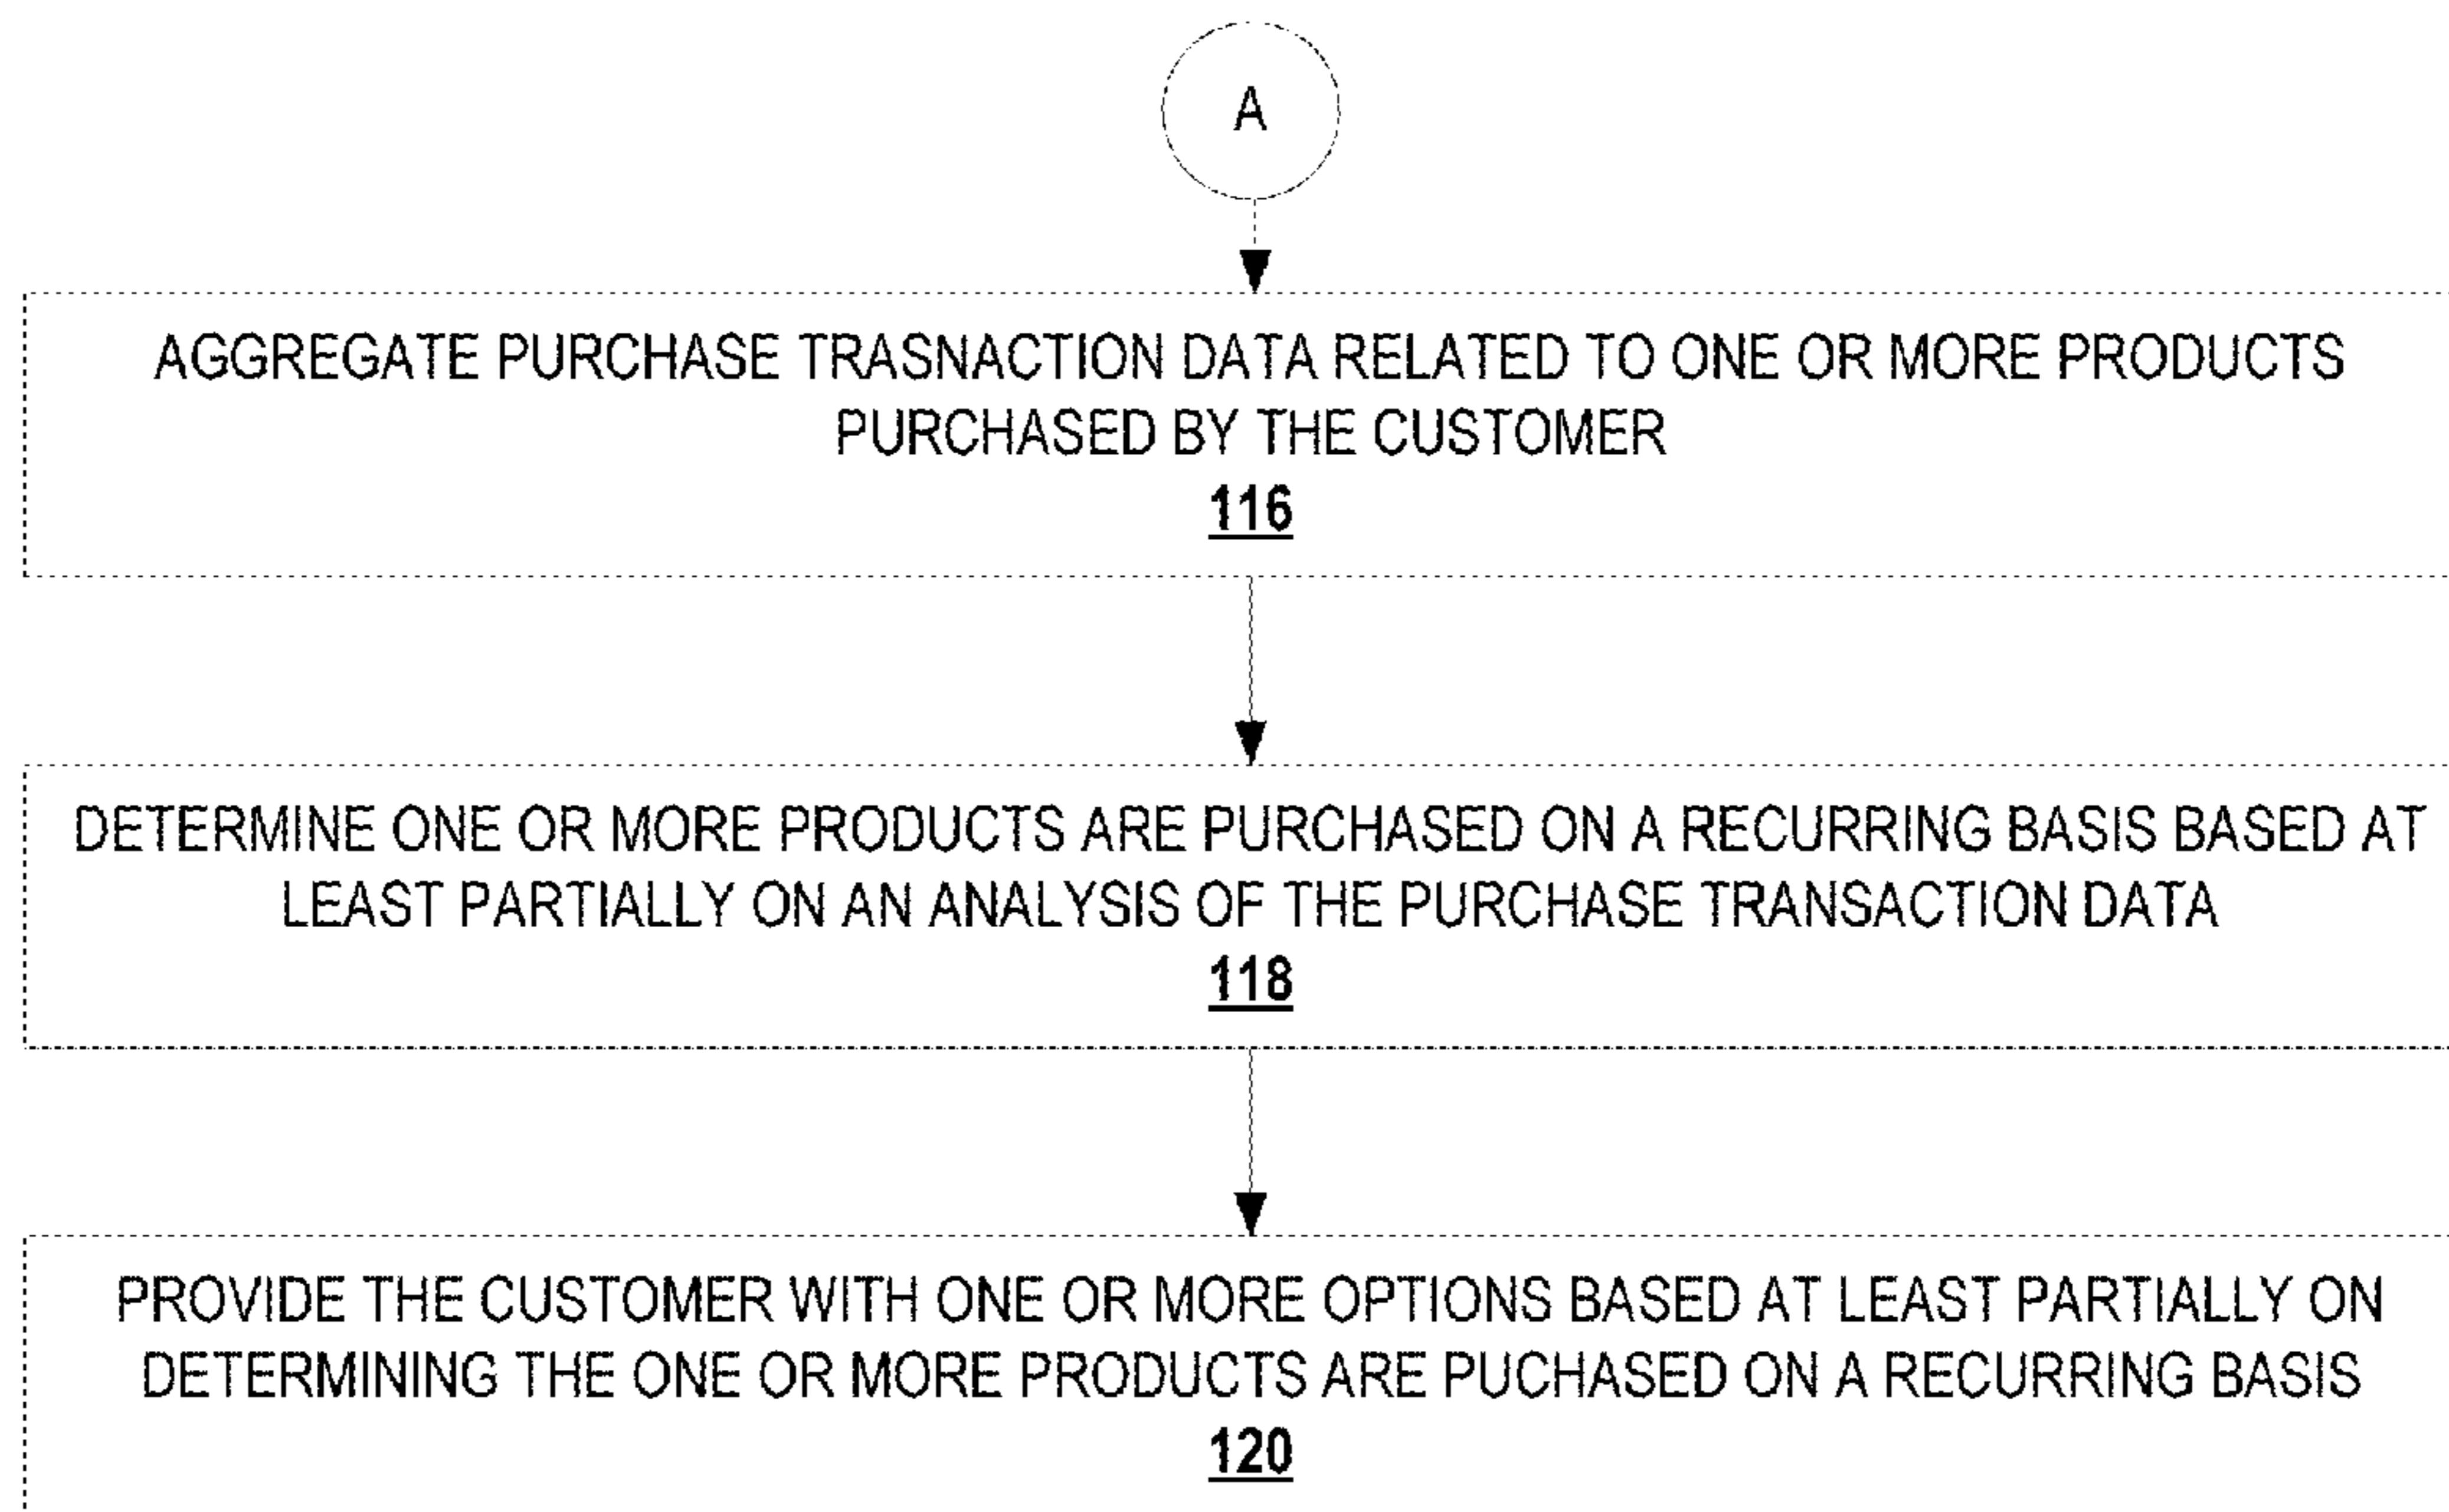 A
AGGREGATE PURCHASE TRASNACTION DATA RELATED TO ONE OR MORE PRODUCTS
PURCHASED BY THE CUSTOMER
116
DETERMINE ONE OR MORE PRODUCTS ARE PURCHASED ON A RECURRING BASIS BASED AT
LEAST PARTIALLY ON AN ANALYSIS OF THE PURCHASE TRANSACTION DATA
118
PROVIDE THE CUSTOMER WITH ONE OR MORE OPTIONS BASED AT LEAST PARTIALLY ON
DETERMINING THE ONE OR MORE PRODUCTS ARE PUCHASED ON A RECURRING BASIS
120